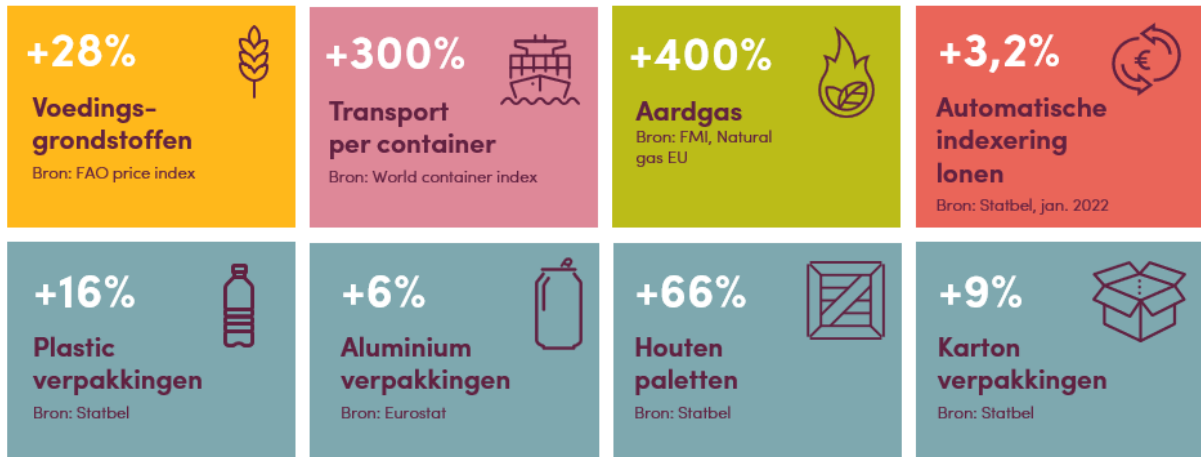 +28%
Voedings-
grondstoffen
Bron: FAO price index
+300%
Transport
per container
Bron: World container index
+400%
Aardgas
Bron: FMI, Natural
gas EU
+3,2%
€
Automatische
indexering
lonen
Bron: Statbel, jan. 2022
+16%
Plastic
verpakkingen
Bron: Statbel
+6%
Aluminium
verpakkingen
Bron: Eurostat
+66%
Houten
paletten
Bron: Statbel
+9%
Karton
verpakkingen
Bron: Statbel